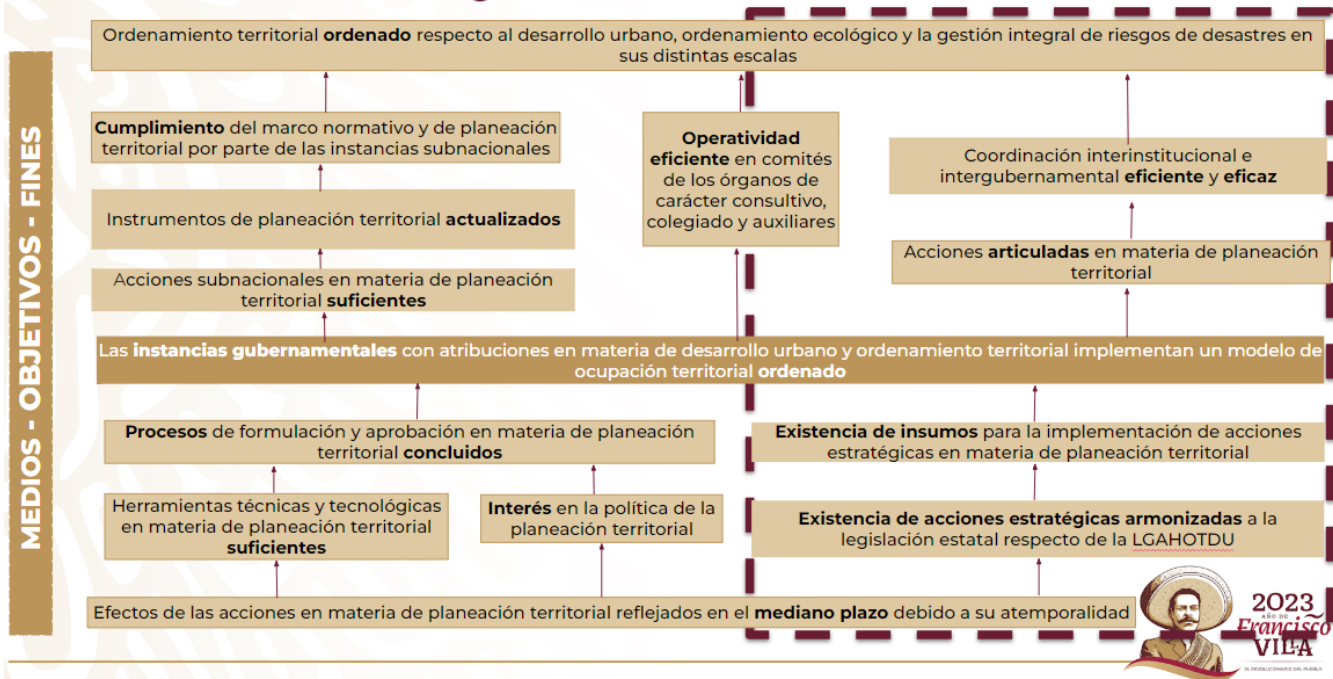 MEDIOS - OBJETIVOS - FINES
Ordenamiento territorial ordenado respecto al desarrollo urbano, ordenamiento ecológico y la gestión integral de riesgos de desastres en
sus distintas escalas
Cumplimiento del marco normativo y de planeación
territorial por parte de las instancias subnacionales
Instrumentos de planeación territorial actualizados
Acciones subnacionales en materia de planeación
territorial suficientes
Operatividad
eficiente en comités
de los órganos de
carácter consultivo,
colegiado y auxiliares
Coordinación interinstitucional e
intergubernamental eficiente y eficaz
Acciones articuladas en materia de planeación
territorial
Las instancias gubernamentales con atribuciones en materia de desarrollo urbano y ordenamiento territorial implementan un modelo de
ocupación territorial ordenado
Procesos de formulación y aprobación en materia de planeación
territorial concluidos
Herramientas técnicas y tecnológicas
en materia de planeación territorial
suficientes
Interés en la política de la
planeación territorial
Existencia de insumos para la implementación de acciones
estratégicas en materia de planeación territorial
Existencia de acciones estratégicas armonizadas a la
legislación estatal respecto de la LGAHOTDU
Efectos de las acciones en materia de planeación territorial reflejados en el mediano plazo debido a su atemporalidad
2023
AÑO DE
Francisco
VILLA
EL REVOLUCIONARIO DEL PUEBLO